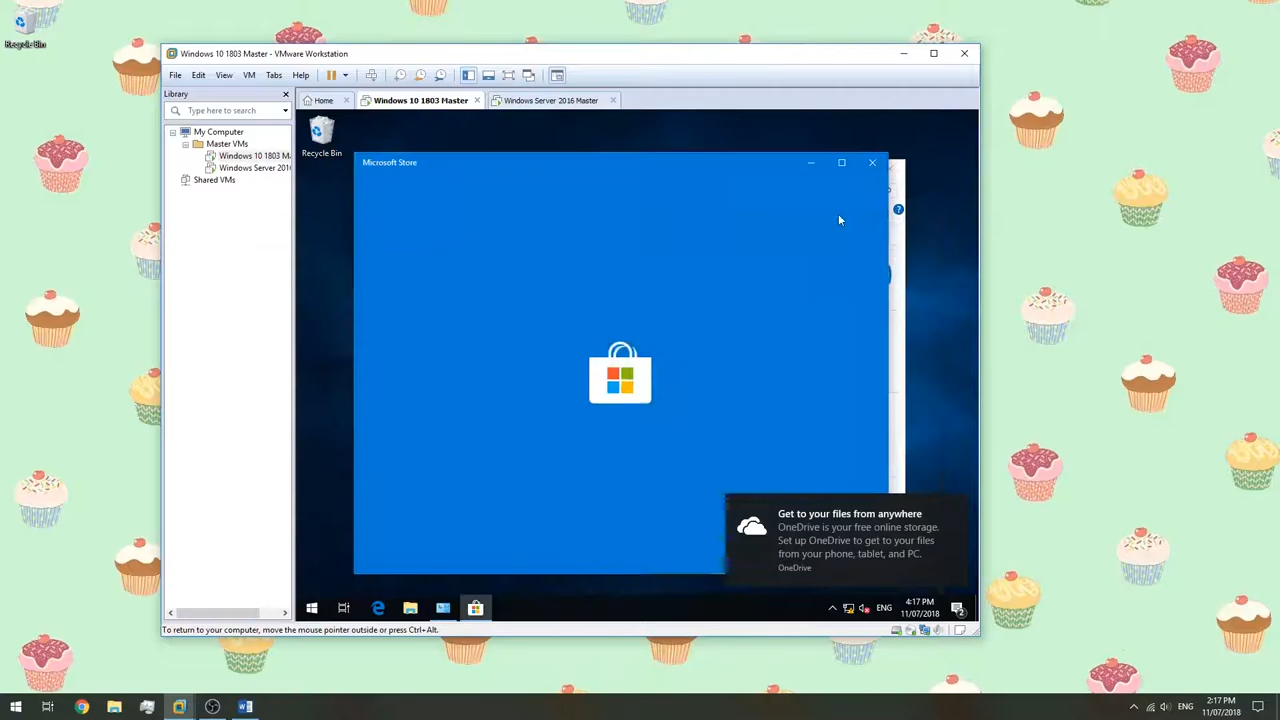 Recycle Bin
Windows 10 1803 Master - VMware Workstation
File Edit View VM Tabs Help
Library
Type here to search
Home
Windows 10 1803 Master
Windows Server 2016 Master
My Computer
Master VMs
Windows 10 1803 M
Windows Server 201
Shared VMs
Recycle Bin
Microsoft Store
Get to your files from anywhere
OneDrive is your free online storage.
Set up OneDrive to get to your files
from your phone, tablet, and PC.
OneDrive
ENG
4:17 PM
11/07/2018
2
To return to your computer, move the mouse pointer outside or press Ctrl+Alt.
ENG
2:17 PM
11/07/2018